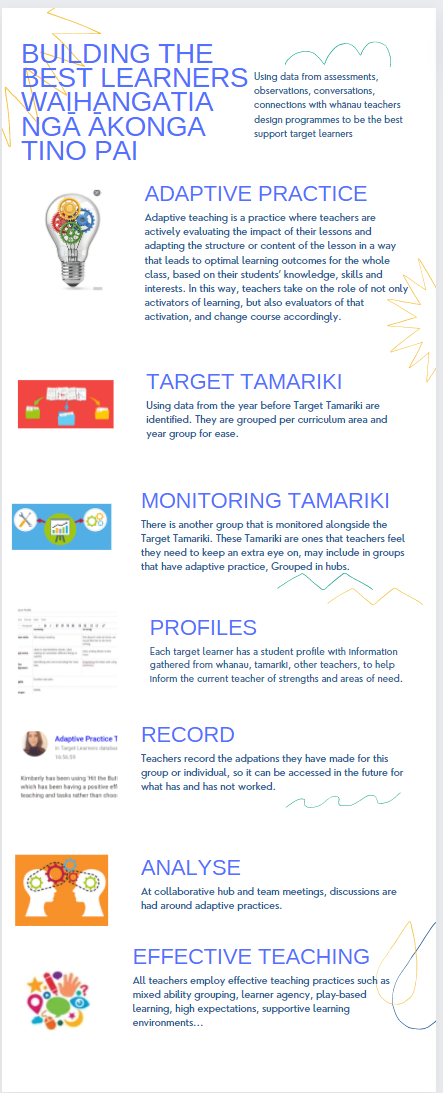 BUILDING THE
BEST LEARNERS
WAIHANGATIA
NGĀ ĀKONGA
TINO PAI
Using data from assessments,
observations, conversations,
connections with whānau teachers
design programmes to be the best
support target learners
ADAPTIVE PRACTICE
Adaptive teaching is a practice where teachers are
actively evaluating the impact of their lessons and
adapting the structure or content of the lesson in a way
that leads to optimal learning outcomes for the whole
class, based on their students' knowledge, skills and
interests. In this way, teachers take on the role of not only
activators of learning, but also evaluators of that
activation, and change course accordingly.
TARGET TAMARIKI
Using data from the year before Target Tamariki are
identified. They are grouped per curriculum area and
year group for ease.
MONITORING TAMARIKI
There is another group that is monitored alongside the
Target Tamariki. These Tamariki are ones that teachers feel
they need to keep an extra eye on, may include in groups
that have adaptive practice, Grouped in hubs.
PROFILES
Each target learner has a student profile with information
gathered from whanau, tamariki, other teachers, to help
inform the current teacher of strengths and areas of need.
RECORD
Teachers record the adpations they have made for this
group or individual, so it can be accessed in the future for
what has and has not worked.
Adaptive Practice T
in Target Learners databas
16:56:59
Kimberly has been using 'Hit the But
which has been having a positive eff
teaching and tasks rather than choos
ANALYSE
At collaborative hub and team meetings, discussions are
had around adaptive practices.
EFFECTIVE TEACHING
All teachers employ effective teaching practices such as
mixed ability grouping, learner agency, play-based
learning, high expectations, supportive learning
environments...